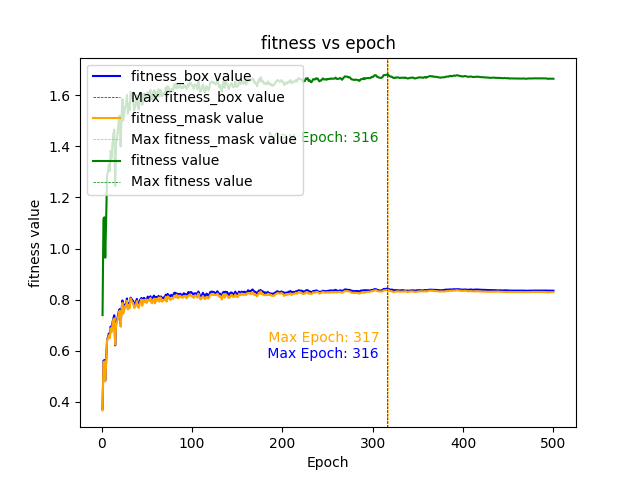 fitness vs epoch
fitness value
1.6
1.4
1.2
1.0
0.8
0.6
0.4
fitness_box value
Max fitness_box value
fitness_mask value
Max fitness_mask value
fitness value
Max fitness value
Epoch: 316
Max Epoch: 317
Max Epoch: 316
0 100 200 300 400 500
Epoch